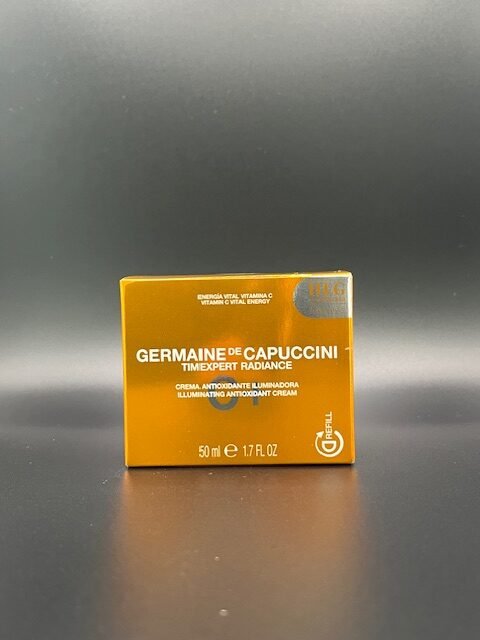 ENERGÍA VITAL VITAMINA C
VITAMIN C VITAL ENERGY
GERMAINE DE CAPUCCINI
TIMEXPERT RADIANCE
CREMA ANTIOXIDANTE ILUMINADORA
ILLUMINATING ANTIOXIDANT CREAM
C+
REFILL
50 ml e 1.7 FL OZ